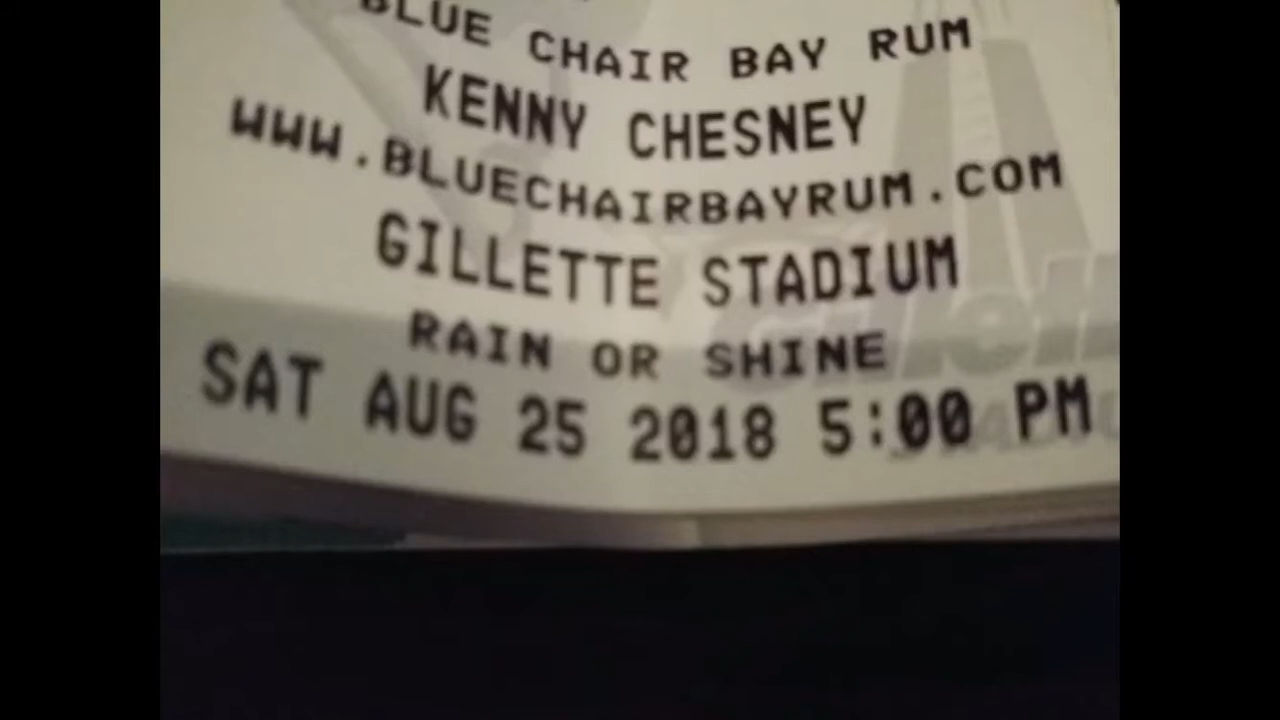 BLUE CHAIR BAY RUM
KENNY CHESNEY
WWW.BLUECHAIRBAYRUM.COM
GILLETTE STADIUM
RAIN OR SHINE
SAT AUG 25 2018 5:00 PM